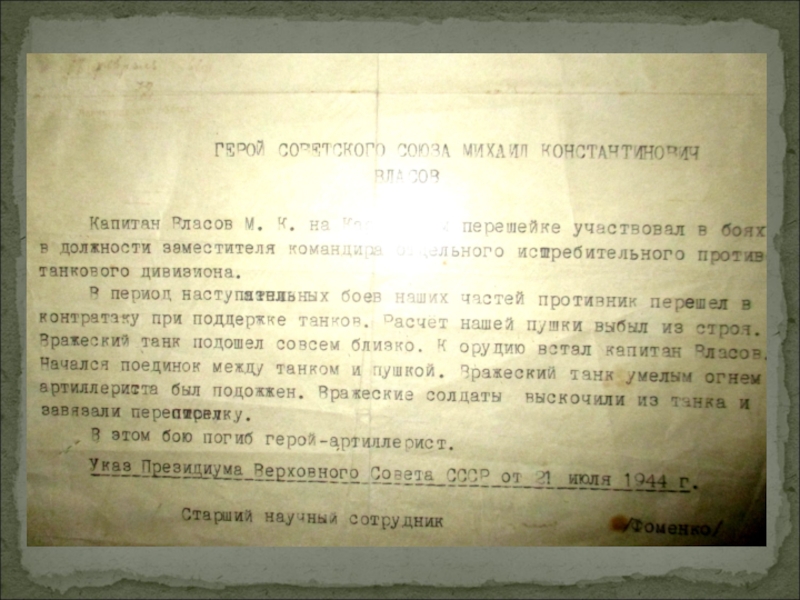 ГЕРОЙ СОВЕТСКОГО СОЮЗА МИХАИЛ КОНСТАНТИНОВИЧ
ВЛАСОВ
Капитан Власов М. К. на перешейке участвовал в боях
в должности заместителя командира отдельного истребительного против
танкового дивизиона.
В период наступательных боев наших частей противник перешел в
контратаку при поддержке танков. Расчет нашей пушки выбыл из строя.
Вражеский танк подошел совсем близко. К орудию встал капитан Власов.
Начался поединок между танком и пушкой. Вражеский танк умелым огнем
артиллериста был подожжен. Вражеские солдаты выскочили из танка и
завязали перестрелку.
В этом бою погиб герой-артиллерист.
Указ Президиума Верховного Совета СССР от 21 июля 1944 г.
Старший научный сотрудник /Фоменко/